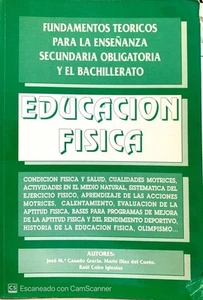 FUNDAMENTOS TEORICOS
PARA LA ENSEÑANZA
SECUNDARIA OBLIGATORIA
Y EL BACHILLERATO
EDUCACION
FISICA
CONDICION FISICA Y SALUD, CUALIDADES MOTRICES,
ACTIVIDADES EN EL MEDIO NATURAL, SISTEMATICA DEL
EJERCICIO FISICO, APRENDIZAJE DE LAS ACCIONES
MOTRICES. CALENTAMIENTO, EVALUACION DE LA
APTITUD FISICA, BASES PARA PROGRAMAS DE MEJORA
DE LA APTITUD FISICA Y DEL RENDIMIENTO DEPORTIVO,
HISTORIA DE LA EDUCACION FISICA, OLIMPISMO...
AUTORES:
José M.ª Cañizares Gracia, Mario Díaz del Cueto,
Raúl Calvo Iglesias
Escaneado con CamScanner